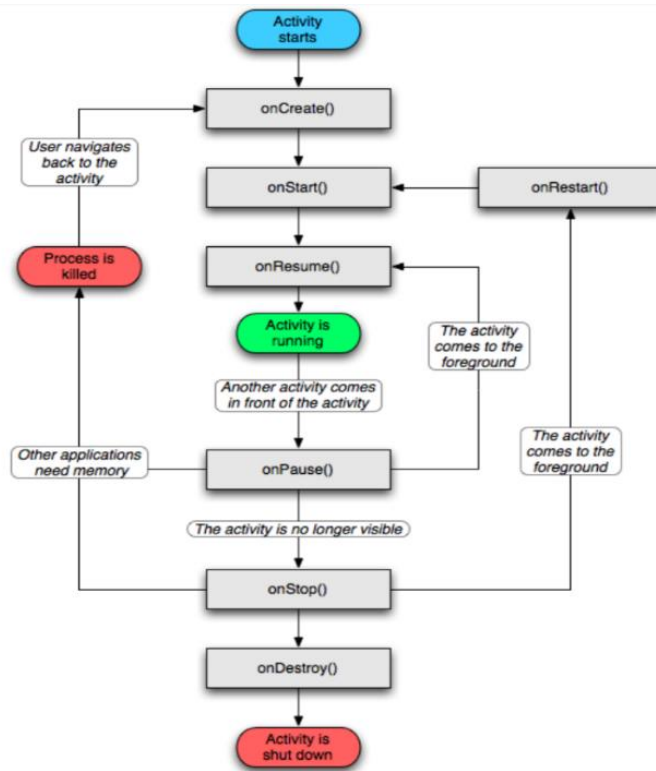 Activity
starts
onCreate()
User navigates
back to the
activity
onStart()
onRestart()
onResume()
Process is
killed
Activity is
running
The activity
comes to the
foreground
Another activity comes
in front of the activity
Other applications
need memory
onPause()
The activity
comes to the
foreground
The activity is no longer visible
onStop()
onDestroy()
Activity is
shut down